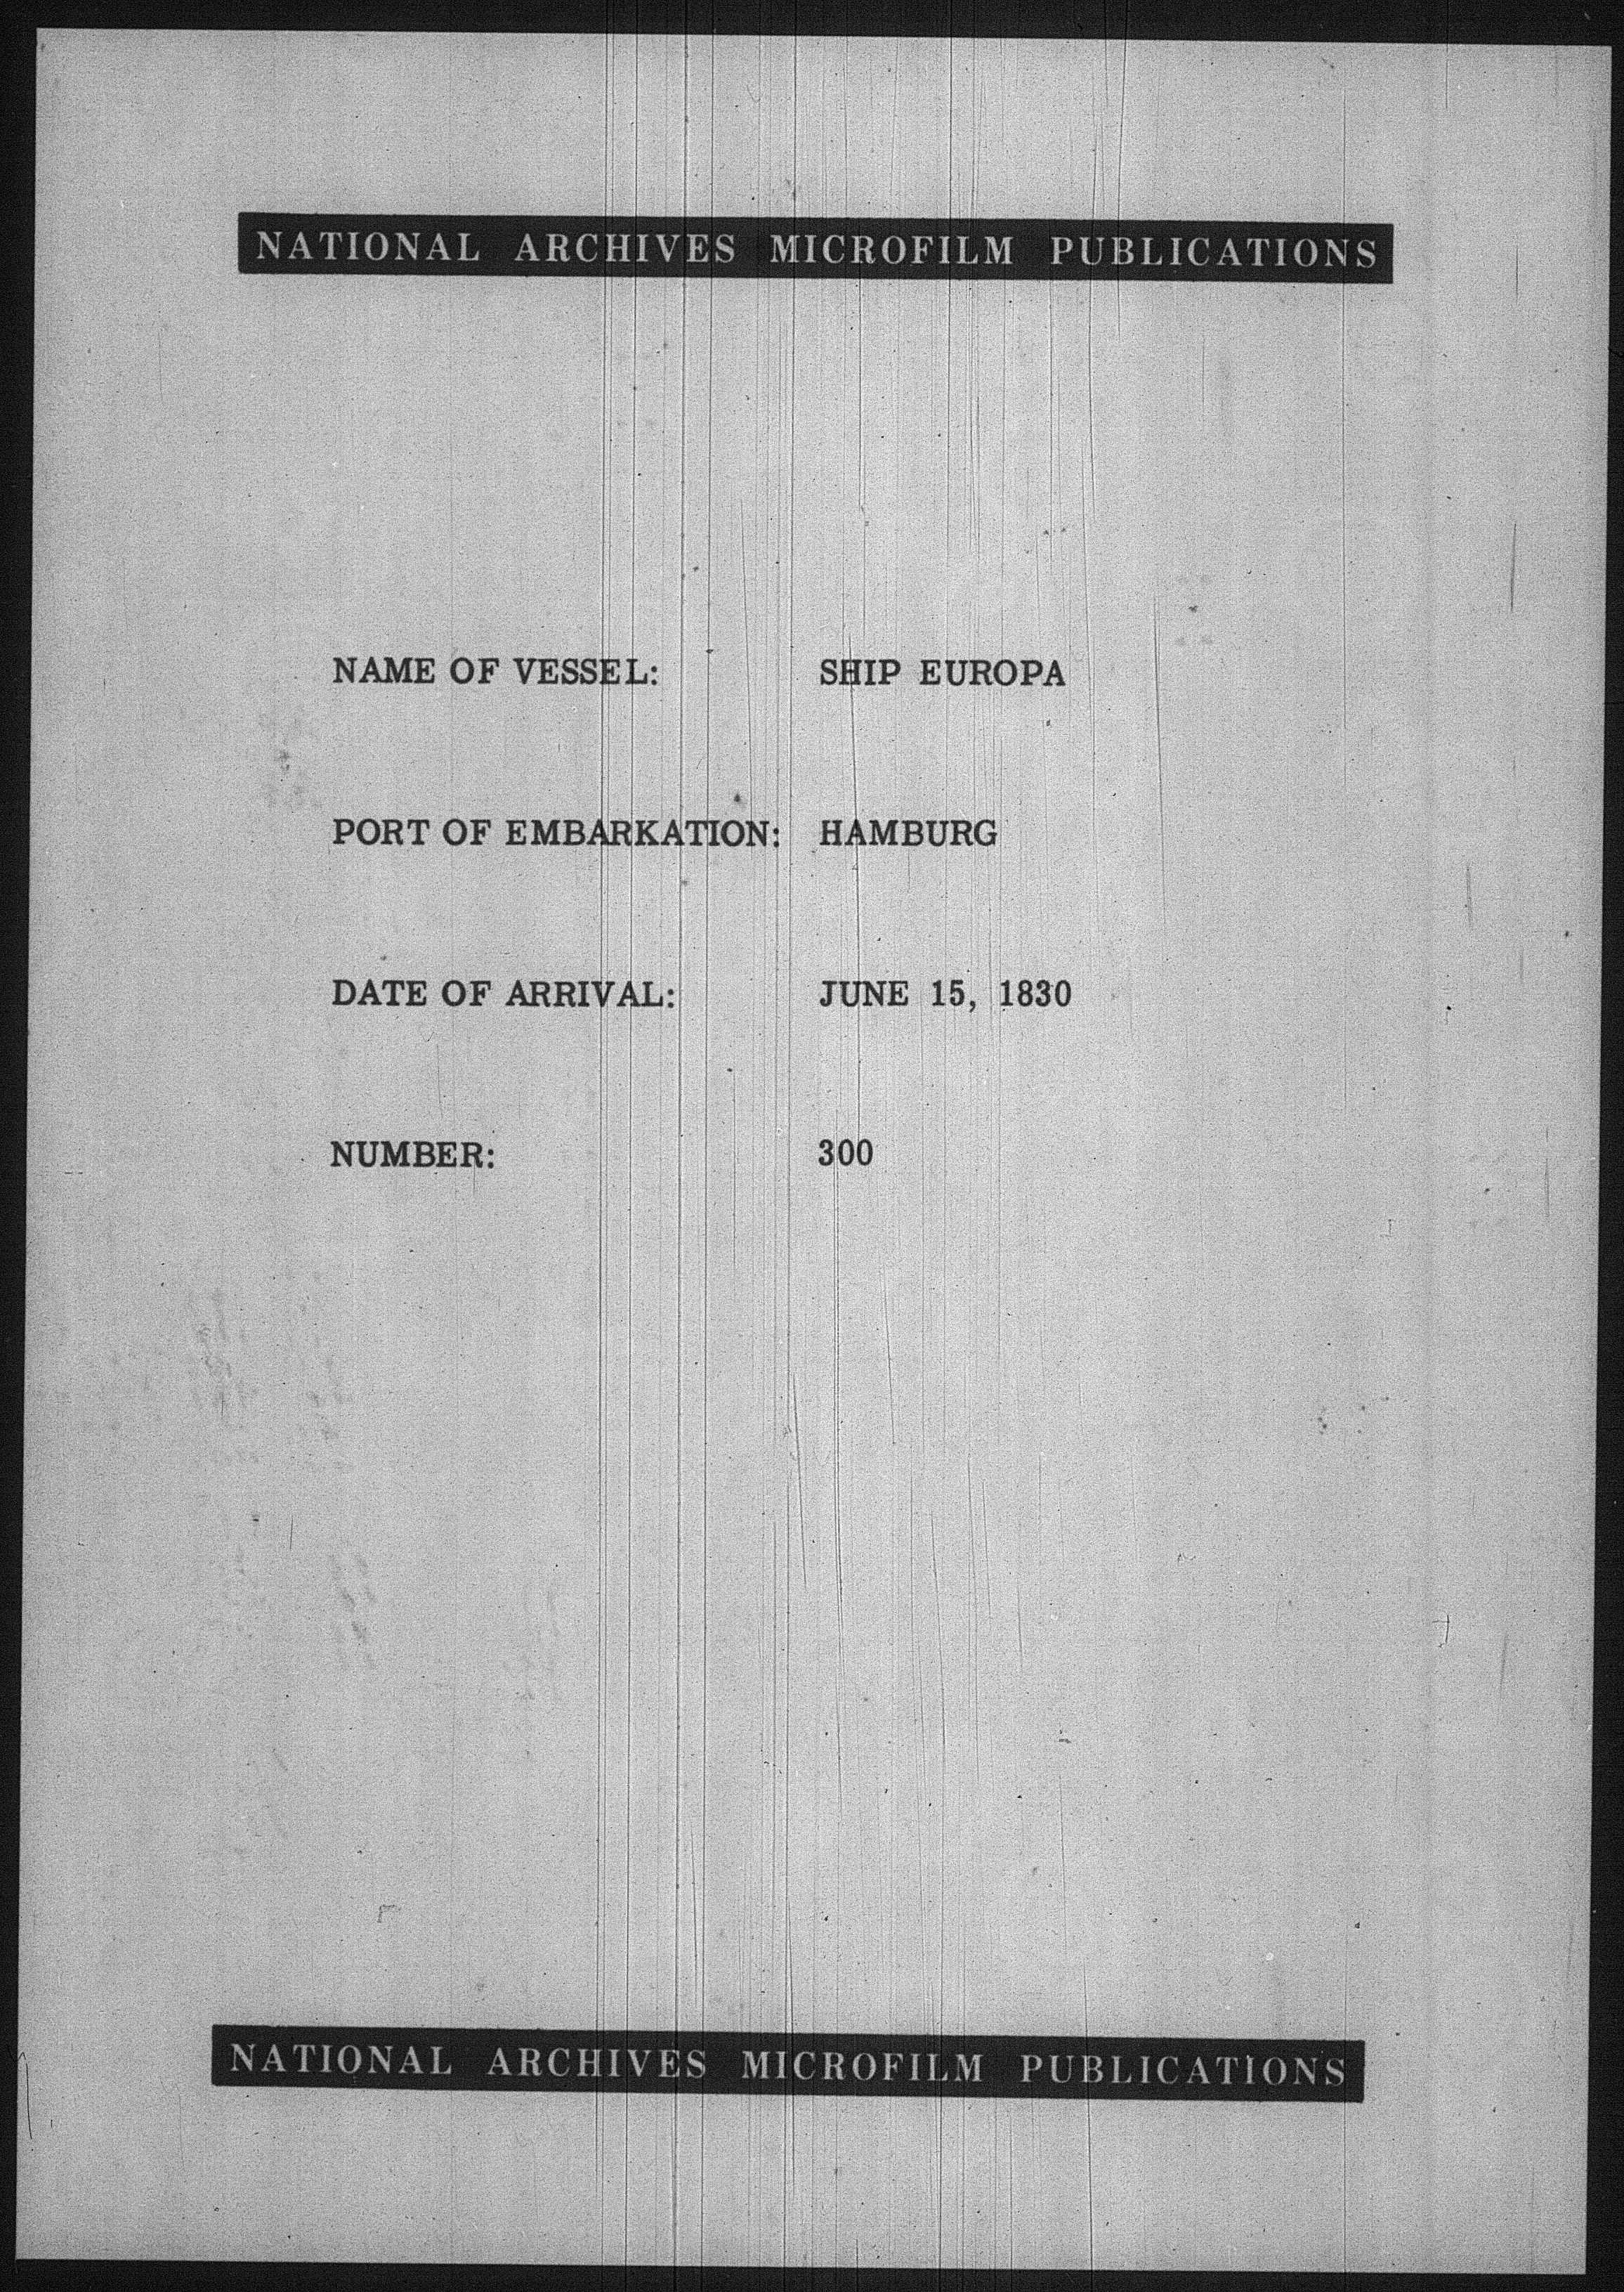 NATIONAL ARCHIVES MICROFILM PUBLICATIONS
NAME OF VESSEL: SHIP EUROPA
PORT OF EMBARKATION: HAMBURG
DATE OF ARRIVAL: JUNE 15, 1830
NUMBER: 300
NATIONAL ARCHIVES MICROFILM PUBLICATIONS